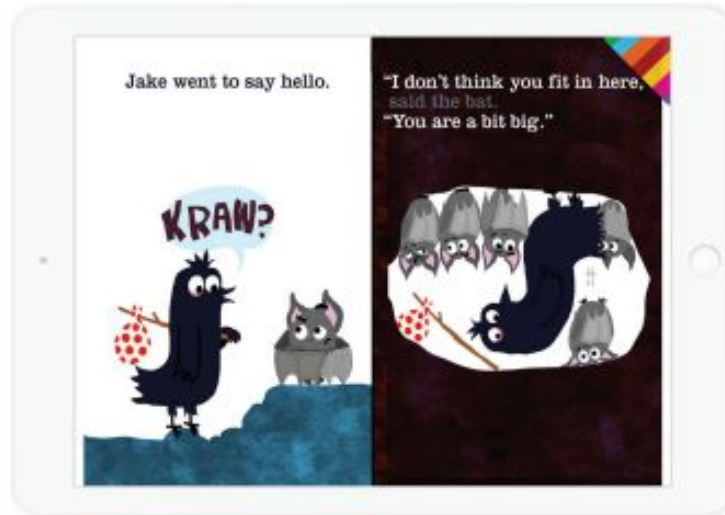 Jake went to say hello.
KRAW?
“I don't think you fit in here,
said the bat.
“You are a bit big.”